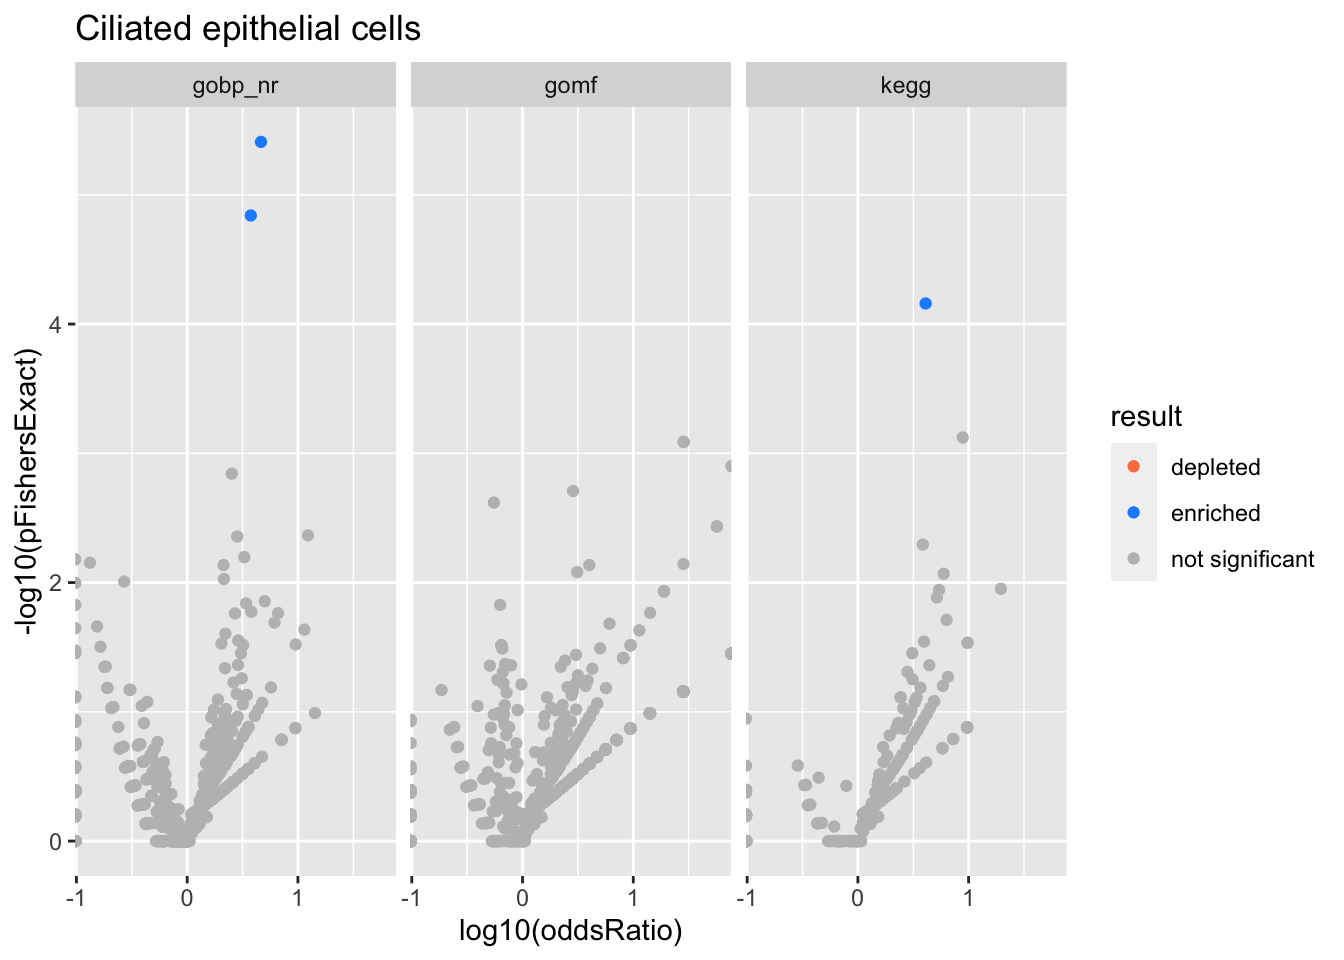 Ciliated epithelial cells
gobp_nr gomf kegg
4
2
0
-log10(pFishersExact)
-1 0 1 -1 0 1 -1 0 1
log10(oddsRatio)
result
depleted
enriched
not significant